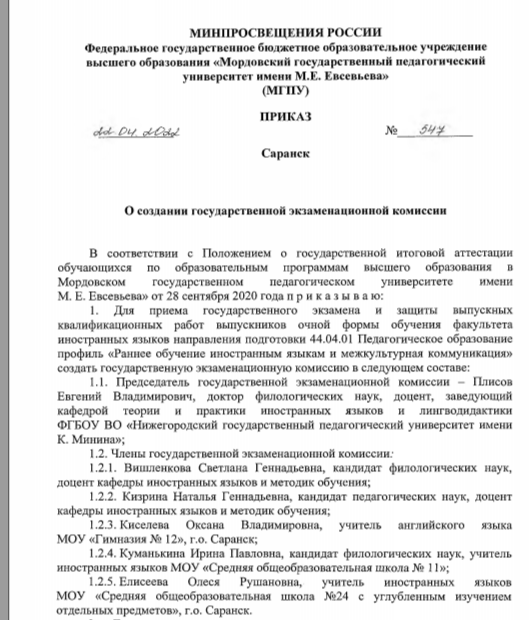 МИНПРОСВЕЩЕНИЯ РОССИИ
Федеральное государственное бюджетное образовательное учреждение
высшего образования «Мордовский государственный педагогический
университет имени М.Е. Евсевьева»
(МГПУ)
ПРИКАЗ
22.04.2022 № 547
Саранск
О создании государственной экзаменационной комиссии
В соответствии с Положением о государственной итоговой аттестации
обучающихся по образовательным программам высшего образования в
Мордовском государственном педагогическом университете имени
М. Е. Евсевьева» от 28 сентября 2020 года п р и к а з ы в а ю:
1. Для приема государственного экзамена и защиты выпускных
квалификационных работ выпускников очной формы обучения факультета
иностранных языков направления подготовки 44.04.01 Педагогическое образование
профиль «Раннее обучение иностранным языкам и межкультурная коммуникация»
создать государственную экзаменационную комиссию в следующем составе:
1.1. Председатель государственной экзаменационной комиссии – Плисов
Евгений Владимирович, доктор филологических наук, доцент, заведующий
кафедрой теории и практики иностранных языков и лингводидактики
ФГБОУ ВО «Нижегородский государственный педагогический университет имени
К. Минина»;
1.2. Члены государственной экзаменационной комиссии:
1.2.1. Вишленкова Светлана Геннадьевна, кандидат филологических наук,
доцент кафедры иностранных языков и методик обучения;
1.2.2. Кизрина Наталья Геннадьевна, кандидат педагогических наук, доцент
кафедры иностранных языков и методик обучения;
1.2.3. Киселева Оксана Владимировна, учитель английского языка
МОУ «Гимназия № 12», г.о. Саранск;
1.2.4. Куманькина Ирина Павловна, кандидат филологических наук, учитель
иностранных языков МОУ «Средняя общеобразовательная школа № 11»;
1.2.5. Елисеева Олеся Рушановна, учитель иностранных языков
МОУ «Средняя общеобразовательная школа №24 с углубленным изучением
отдельных предметов», г.о. Саранск.